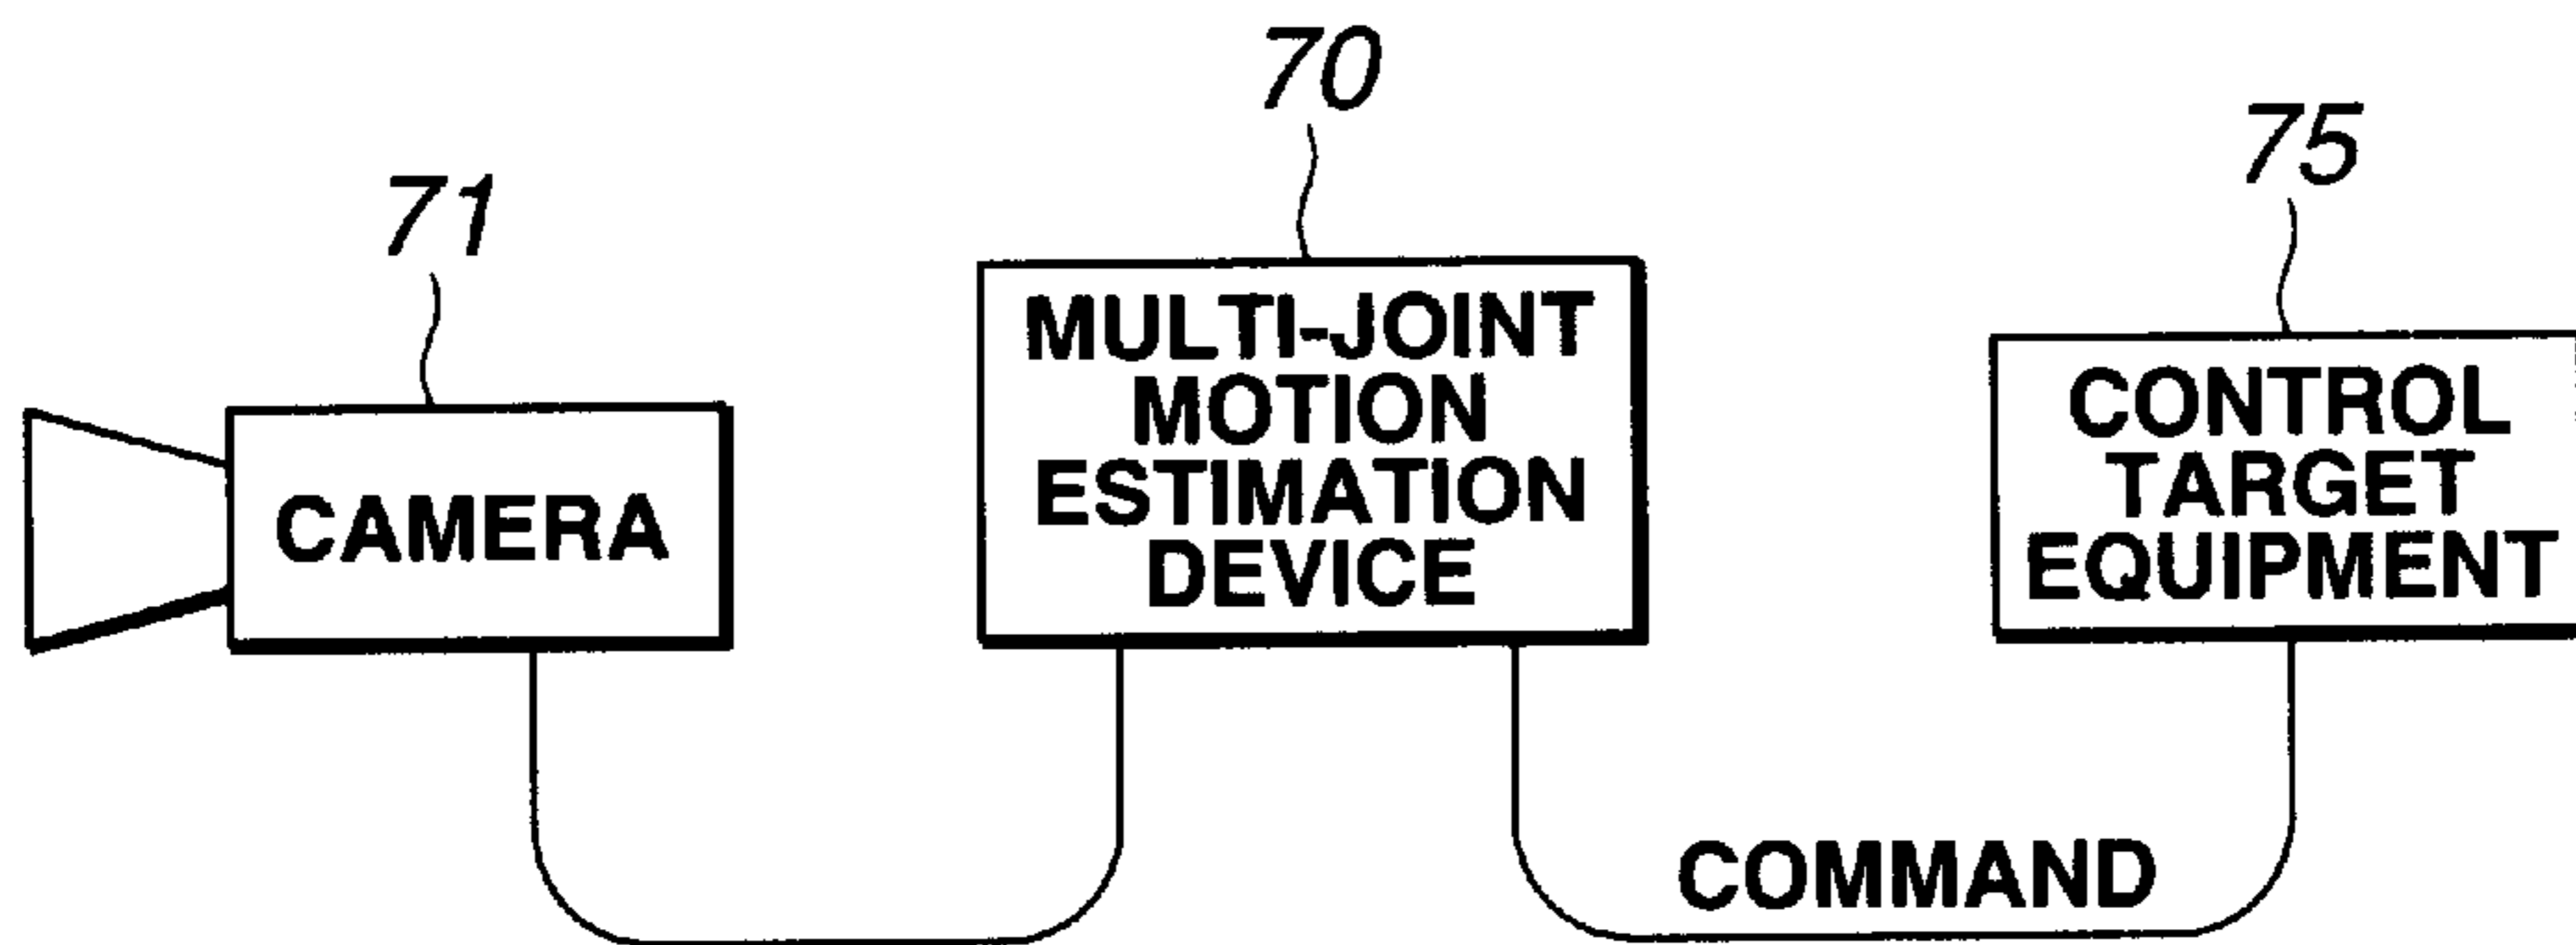 70
75
71
MULTI-JOINT
MOTION
ESTIMATION
DEVICE
CONTROL
TARGET
EQUIPMENT
CAMERA
COMMAND